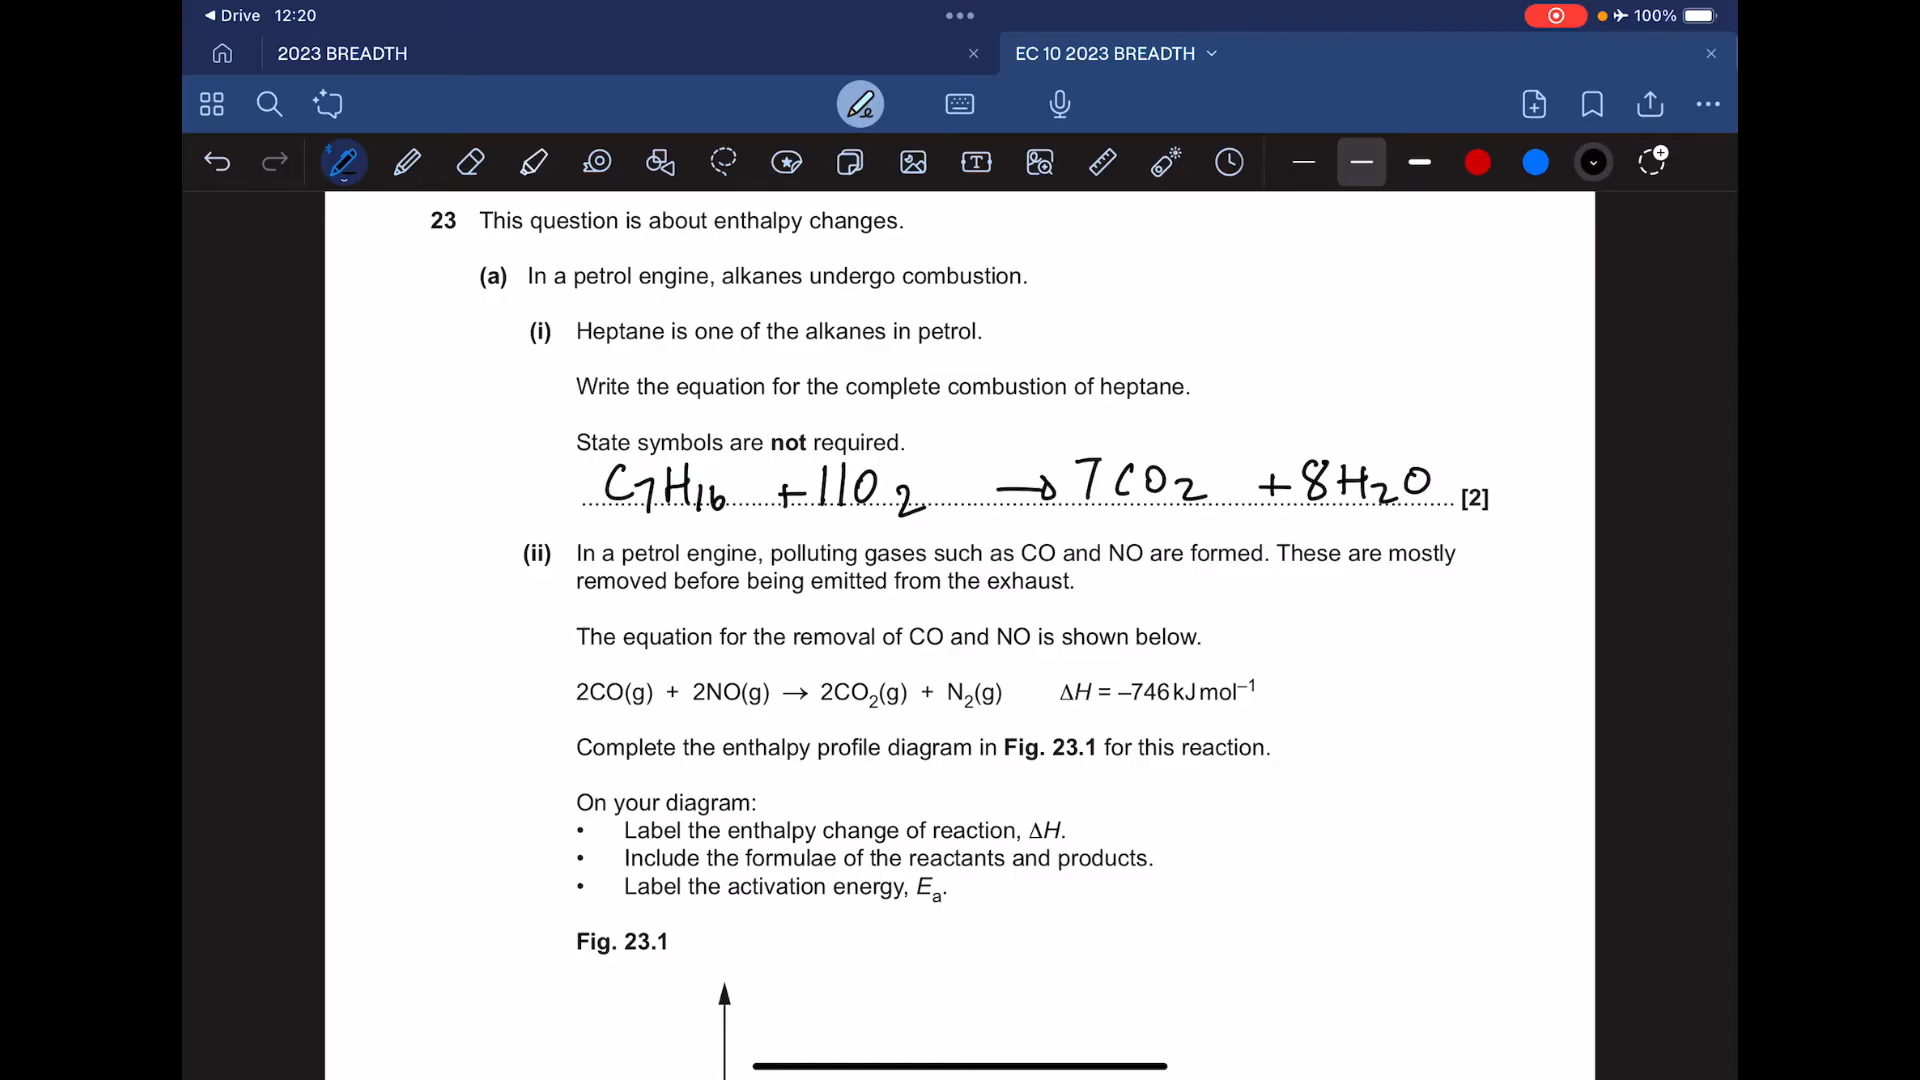 Drive 12:20 100%
2023 BREADTH EC 10 2023 BREADTH
23 This question is about enthalpy changes.
(a) In a petrol engine, alkanes undergo combustion.
(i) Heptane is one of the alkanes in petrol.
Write the equation for the complete combustion of heptane.
State symbols are not required.
C₇H₁₆ + 11O₂ → 7CO₂ + 8H₂O [2]
(ii) In a petrol engine, polluting gases such as CO and NO are formed. These are mostly
removed before being emitted from the exhaust.
The equation for the removal of CO and NO is shown below.
2CO(g) + 2NO(g) → 2CO₂(g) + N₂(g) ΔH = –746 kJ mol⁻¹
Complete the enthalpy profile diagram in Fig. 23.1 for this reaction.
On your diagram:
• Label the enthalpy change of reaction, ΔH.
• Include the formulae of the reactants and products.
• Label the activation energy, Eₐ.
Fig. 23.1